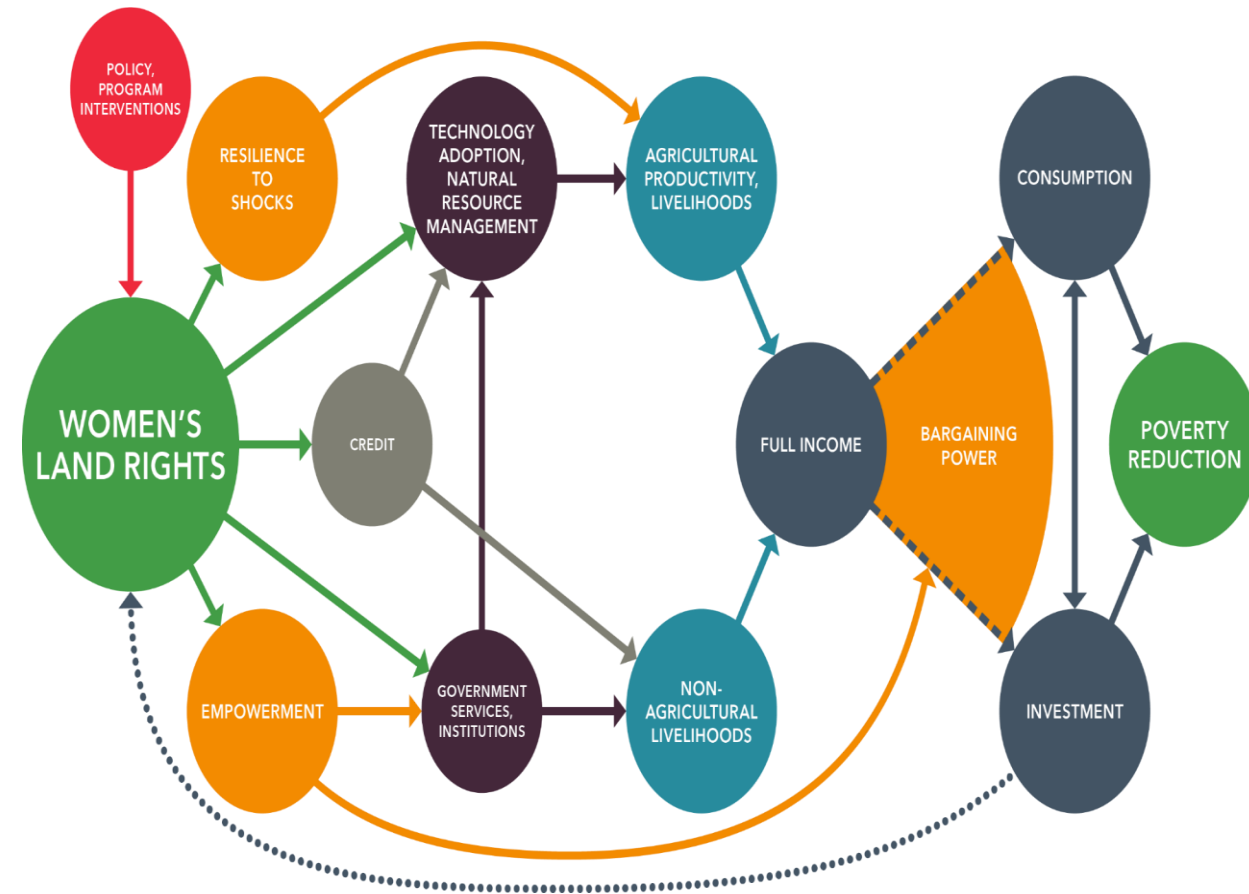 POLICY,
PROGRAM
INTERVENTIONS
RESILIENCE
TO
SHOCKS
TECHNOLOGY
ADOPTION,
NATURAL
RESOURCE
MANAGEMENT
AGRICULTURAL
PRODUCTIVITY,
LIVELIHOODS
CONSUMPTION
WOMEN'S
LAND RIGHTS
CREDIT
FULL INCOME
BARGAINING
POWER
POVERTY
REDUCTION
EMPOWERMENT
GOVERNMENT
SERVICES,
INSTITUTIONS
NON-
AGRICULTURAL
LIVELIHOODS
INVESTMENT